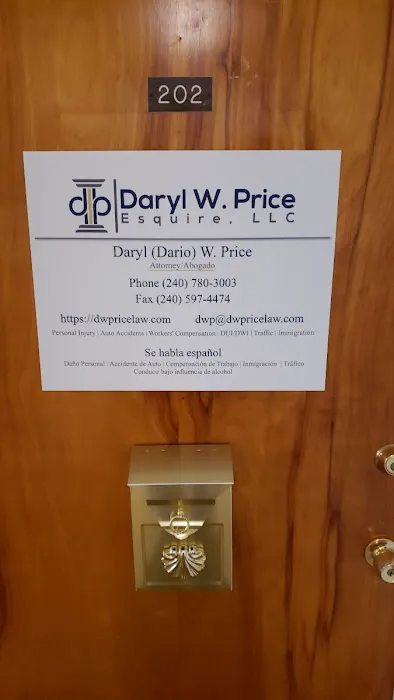 202
dwp
Daryl W. Price
Esquire, LLC
Daryl (Dario) W. Price
Attorney/Abogado
Phone (240) 780-3003
Fax (240) 597-4474
https://dwpricelaw.com dwp@dwpricelaw.com
Personal Injury | Auto Accidents | Workers' Compensation | DUI/DWI | Traffic | Immigration
Se habla español
Daño Personal | Accidente de Auto | Compensación de Trabajo | Inmigración | Tráfico
Conducir bajo influencia de alcohol